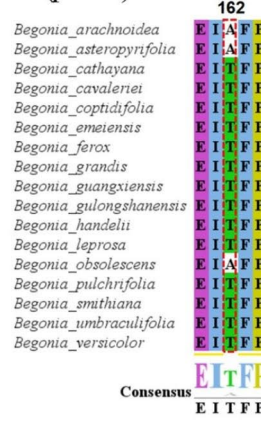 162
Begonia_arachnoidea E I A F F
Begonia_asteropyrifolia E I A F F
Begonia_cathayana E I T F F
Begonia_cavaleriei E I T F F
Begonia_coptidifolia E I T F F
Begonia_emeiensis E I T F F
Begonia_ferox E I T F F
Begonia_grandis E I T F F
Begonia_guangxiensis E I T F F
Begonia_gulongshanensis E I T F F
Begonia_handelii E I T F F
Begonia_leprosa E I T F F
Begonia_obsolescens E I A F F
Begonia_pulchrifolia E I T F F
Begonia_smithiana E I T F F
Begonia_umbraculifolia E I T F F
Begonia_versicolor E I T F F
E I T F F
Consensus
E I T F F